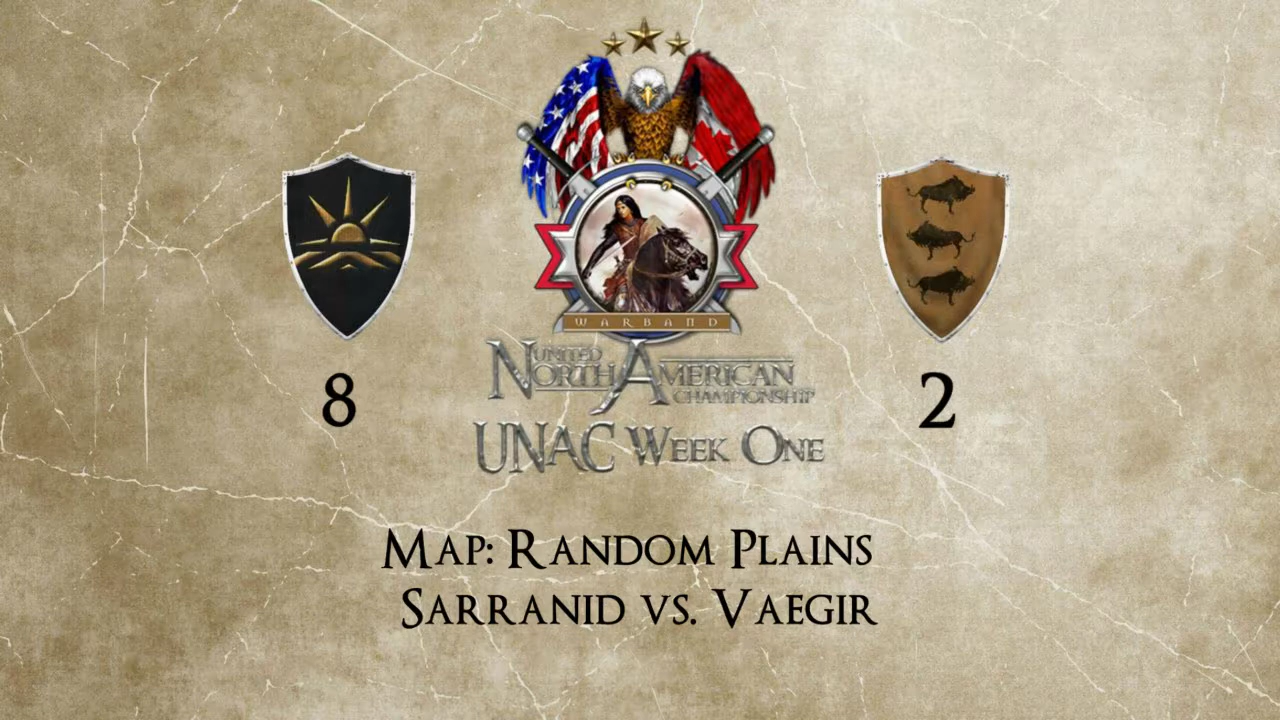 WARBAND
UNITED
NORTH AMERICAN
CHAMPIONSHIP
UNAC WEEK ONE
8
2
MAP: RANDOM PLAINS
SARRANID VS. VAEGIR